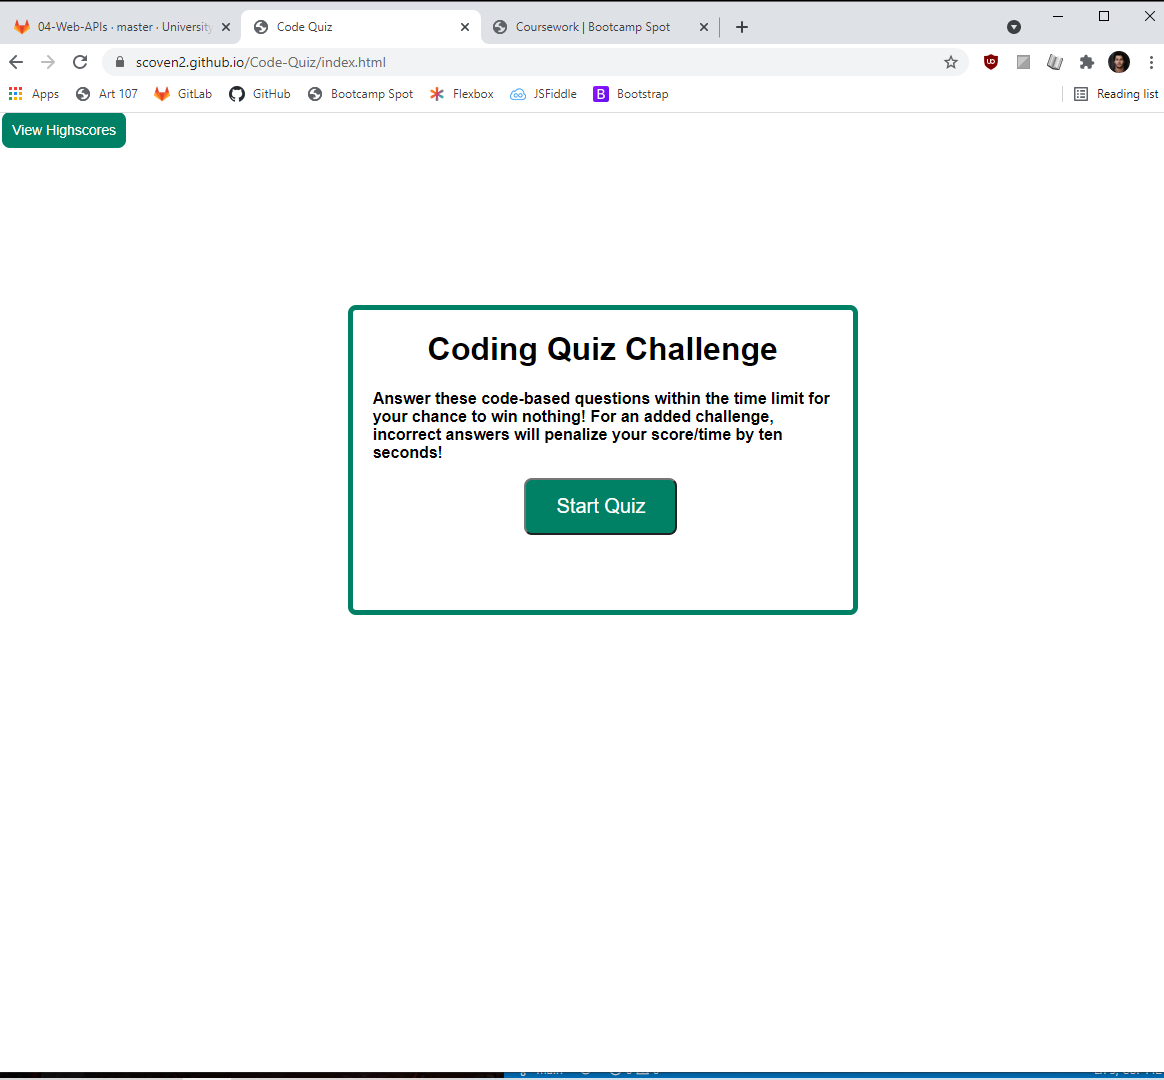 04-Web-APIs · master · University
Code Quiz
Coursework | Bootcamp Spot
scoven2.github.io/Code-Quiz/index.html
Apps Art 107 GitLab GitHub Bootcamp Spot Flexbox JSFiddle B Bootstrap Reading list
View Highscores
Coding Quiz Challenge
Answer these code-based questions within the time limit for
your chance to win nothing! For an added challenge,
incorrect answers will penalize your score/time by ten
seconds!
Start Quiz